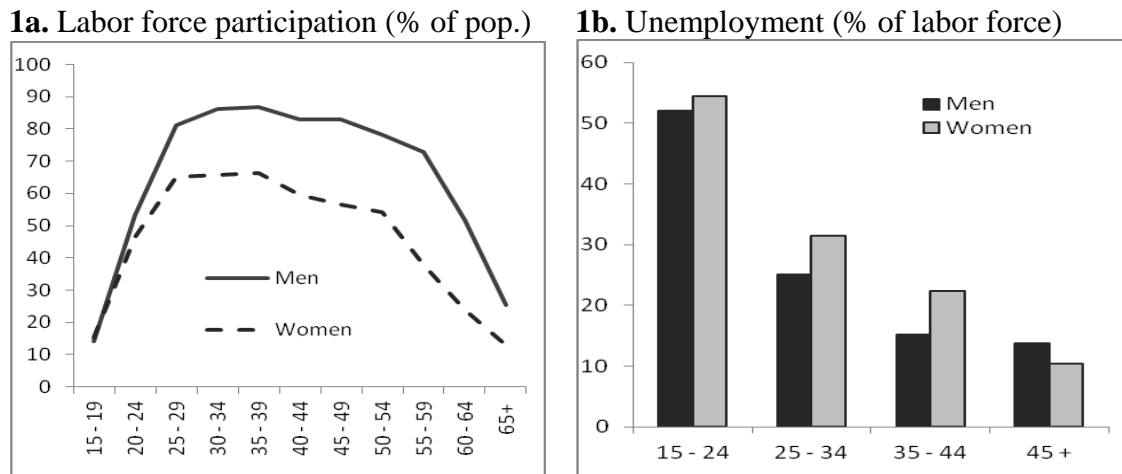 1a. Labor force participation (% of pop.)
100
90
80
70
60
50
40
30
20
10
0
Men
Women
15 - 19
20 - 24
25 - 29
30 - 34
35 - 39
40 - 44
45 - 49
50 - 54
55 - 59
60 - 64
65+
1b. Unemployment (% of labor force)
60
50
40
30
20
10
0
Men
Women
15 - 24
25 - 34
35 - 44
45 +